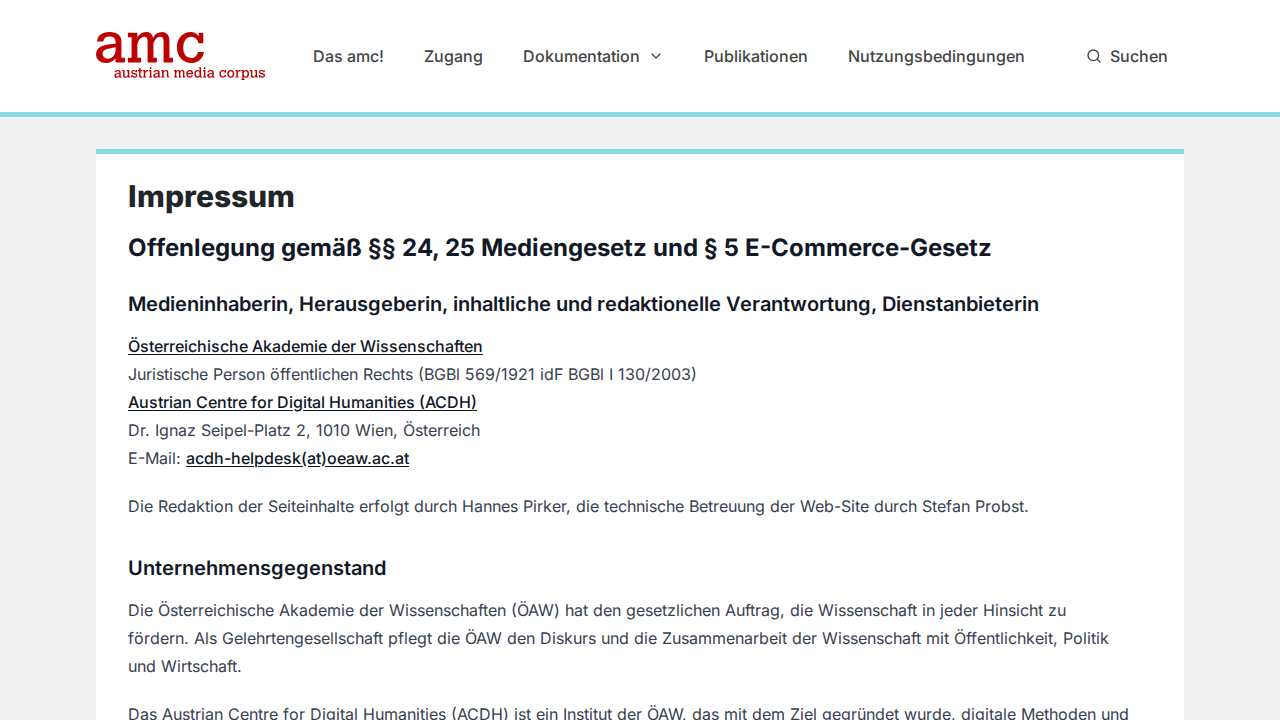 amc
austrian media corpus
Das amc!
Zugang
Dokumentation
Publikationen
Nutzungsbedingungen
Suchen
Impressum
Offenlegung gemäß §§ 24, 25 Mediengesetz und § 5 E-Commerce-Gesetz
Medieninhaberin, Herausgeberin, inhaltliche und redaktionelle Verantwortung, Dienstanbieterin
Österreichische Akademie der Wissenschaften
Juristische Person öffentlichen Rechts (BGBl 569/1921 idF BGBl I 130/2003)
Austrian Centre for Digital Humanities (ACDH)
Dr. Ignaz Seipel-Platz 2, 1010 Wien, Österreich
E-Mail: acdh-helpdesk(at)oeaw.ac.at
Die Redaktion der Seiteinhalte erfolgt durch Hannes Pirker, die technische Betreuung der Web-Site durch Stefan Probst.
Unternehmensgegenstand
Die Österreichische Akademie der Wissenschaften (ÖAW) hat den gesetzlichen Auftrag, die Wissenschaft in jeder Hinsicht zu
fördern. Als Gelehrtengesellschaft pflegt die ÖAW den Diskurs und die Zusammenarbeit der Wissenschaft mit Öffentlichkeit, Politik
und Wirtschaft.
Das Austrian Centre for Digital Humanities (ACDH) ist ein Institut der ÖAW, das mit dem Ziel gegründet wurde, digitale Methoden und